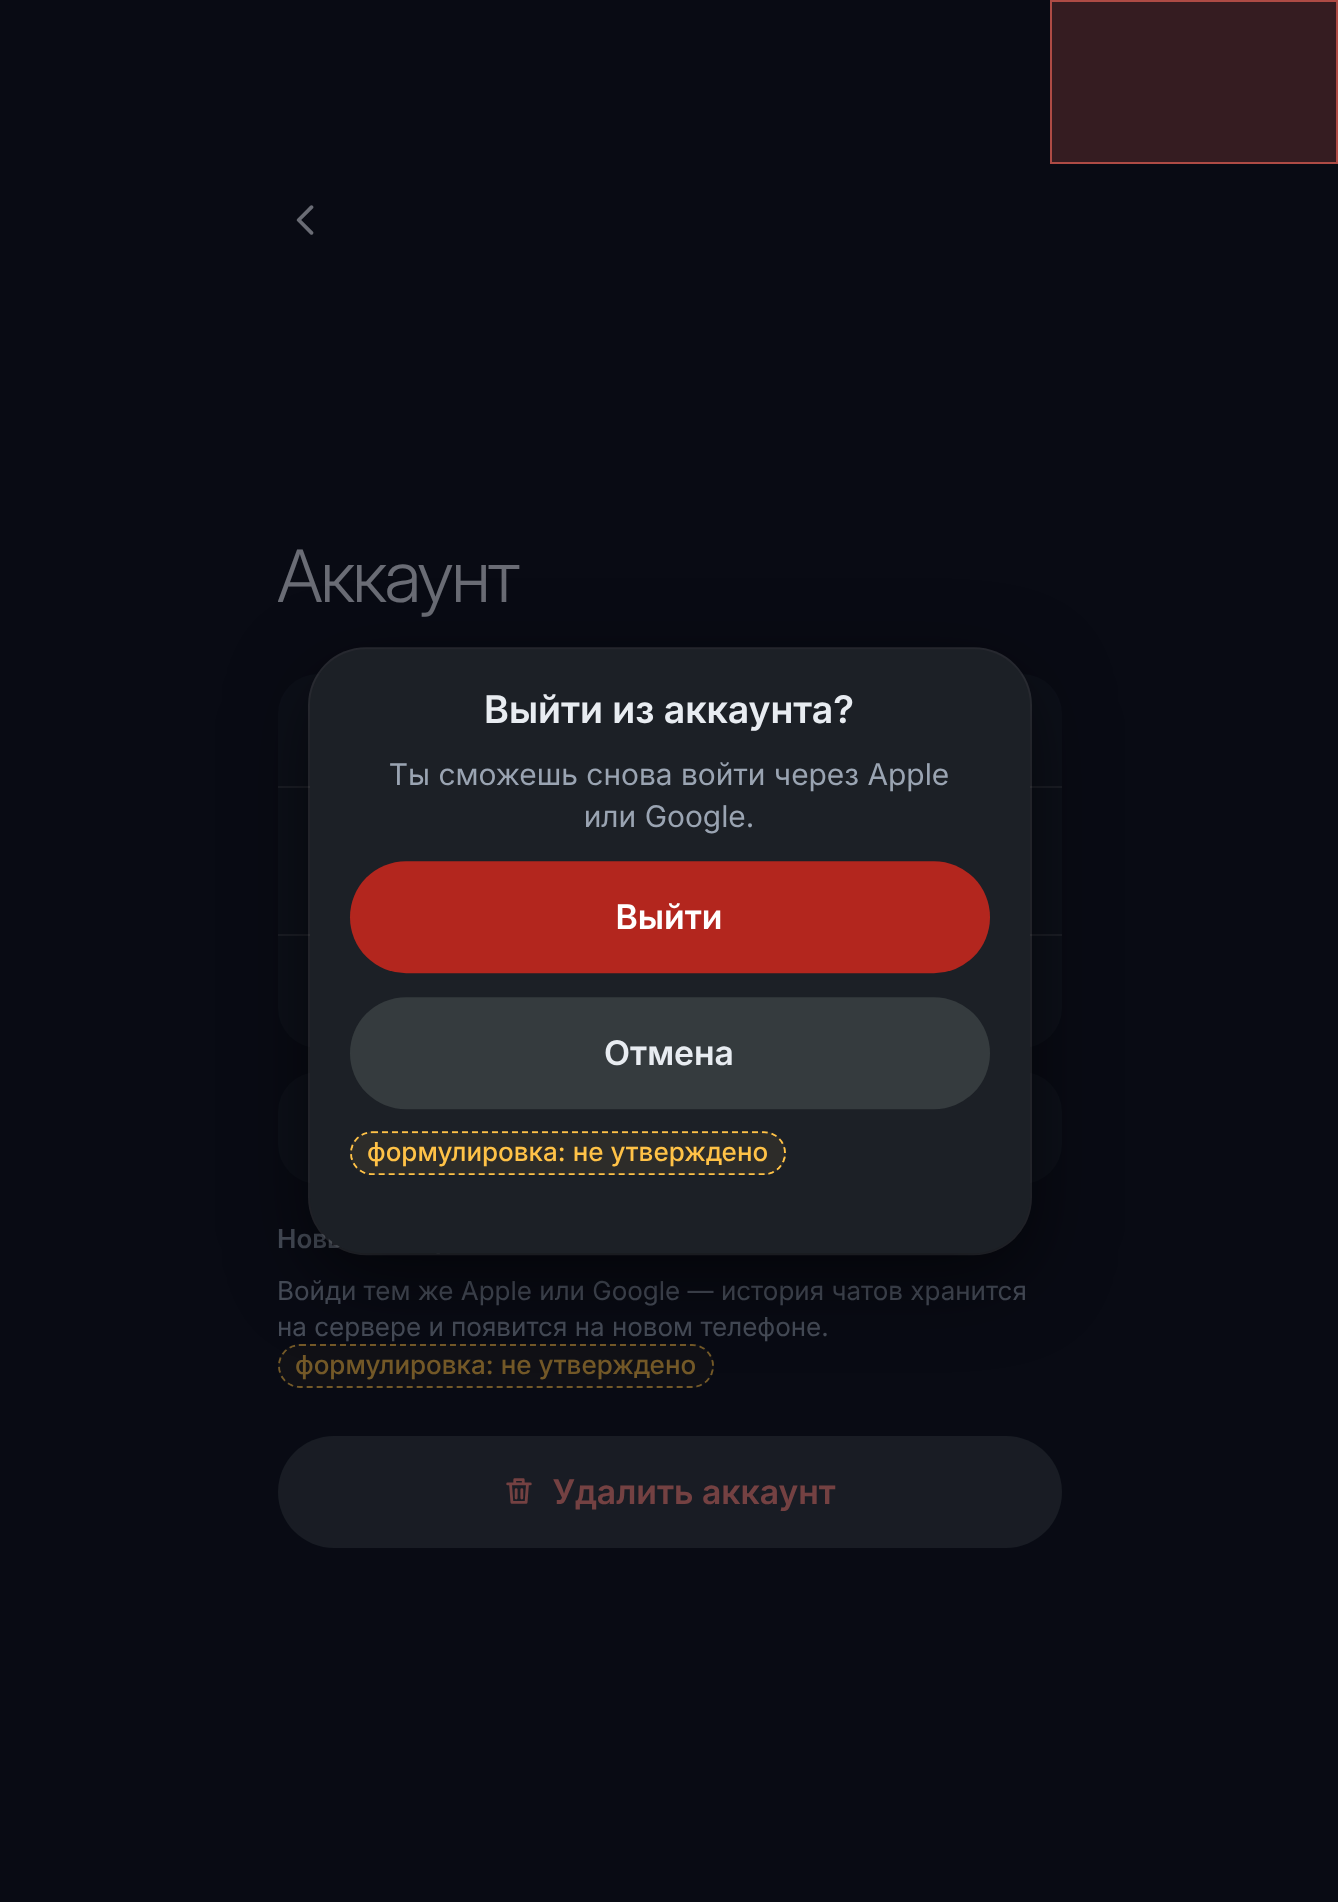 Аккаунт
Выйти из аккаунта?
Ты сможешь снова войти через Apple
или Google.
Выйти
Отмена
формулировка: не утверждено
Войди тем же Apple или Google — история чатов хранится
на сервере и появится на новом телефоне.
формулировка: не утверждено
Удалить аккаунт